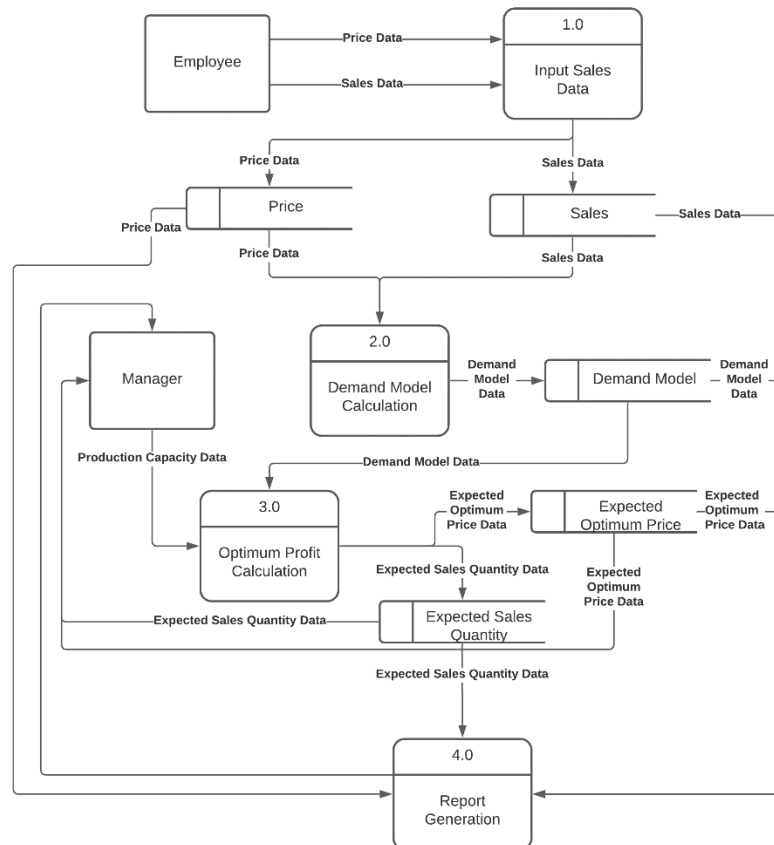 1.0
Price Data
Employee
Input Sales
Data
Sales Data
Price Data
Sales Data
Price
Sales
Sales Data
Price Data
Price Data
Sales Data
2.0
Manager
Demand Model
Calculation
Demand
Model
Data
Demand Model
Demand
Model
Data
Production Capacity Data
Demand Model Data
3.0
Optimum Profit
Calculation
Expected
Optimum
Price Data
Expected
Optimum Price
Expected
Optimum
Price Data
Expected Sales Quantity Data
Expected
Optimum
Price Data
Expected Sales Quantity Data
Expected Sales
Quantity
Expected Sales Quantity Data
4.0
Report
Generation